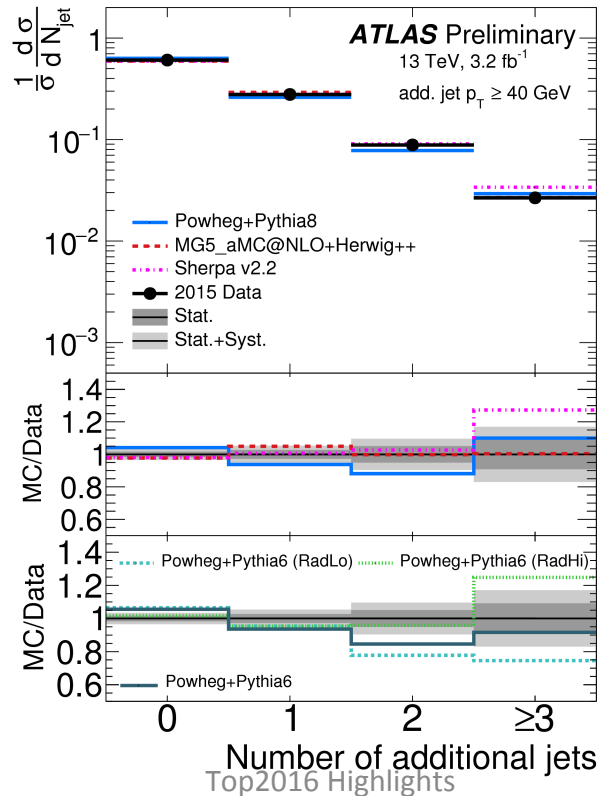 ATLAS Preliminary
13 TeV, 3.2 fb⁻¹
add. jet p_T ≥ 40 GeV
1/σ d σ/d N_jet
1
10⁻¹
10⁻²
10⁻³
Powheg+Pythia8
MG5_aMC@NLO+Herwig++
Sherpa v2.2
2015 Data
Stat.
Stat.+Syst.
MC/Data
1.4
1.2
1
0.8
0.6
MC/Data
1.4
1.2
1
0.8
0.6
Powheg+Pythia6 (RadLo)
Powheg+Pythia6 (RadHi)
Powheg+Pythia6
0 1 2 ≥3
Number of additional jets
Top2016 Highlights